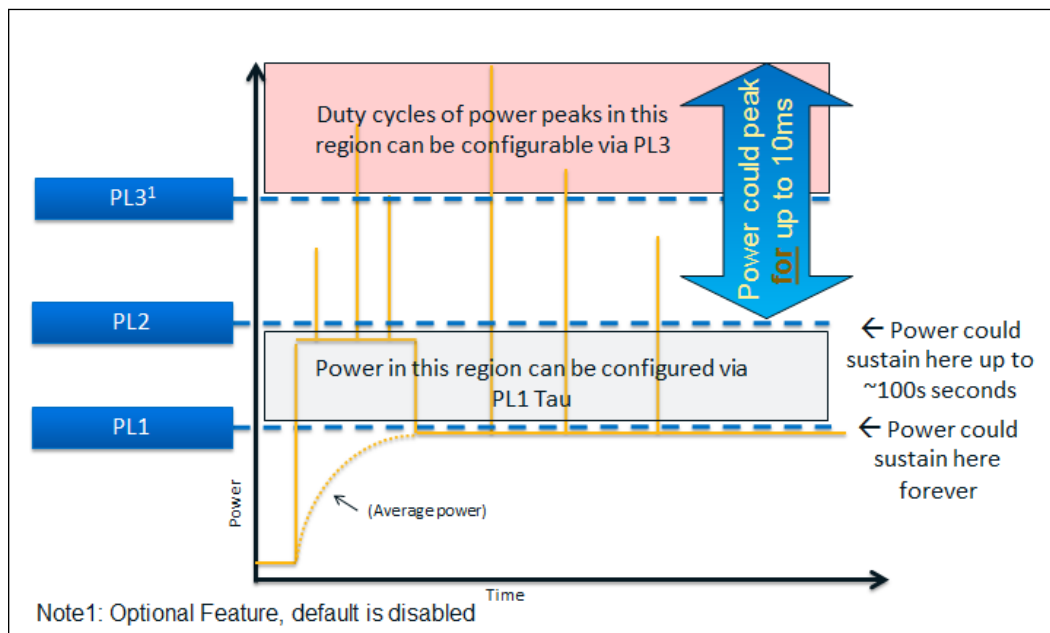 Duty cycles of power peaks in this
region can be configurable via PL3
Power could peak
for up to 10ms
PL3¹
PL2
← Power could
sustain here up to
~100s seconds
Power in this region can be configured via
PL1 Tau
PL1
← Power could
sustain here
forever
Power
(Average power)
Time
Note1: Optional Feature, default is disabled